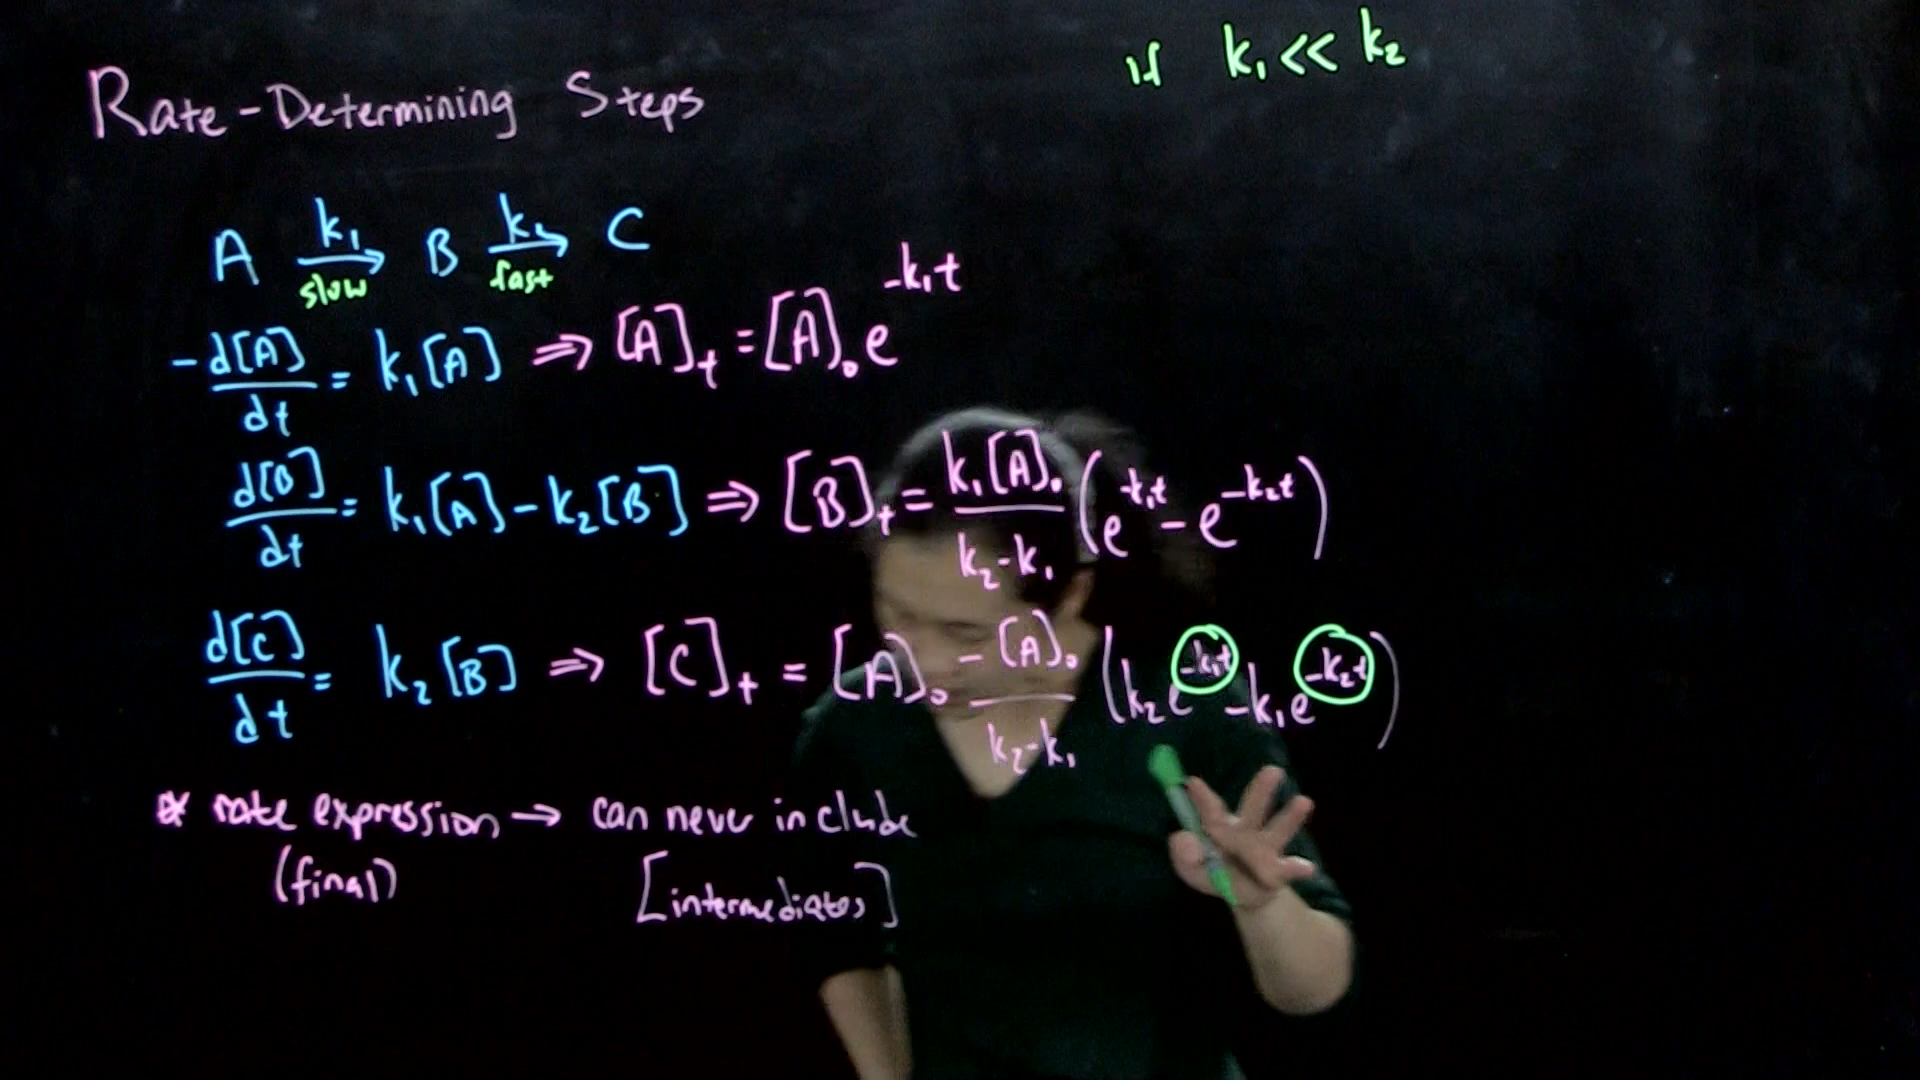 if k₁ << k₂
Rate-Determining Steps
A k₁→ slow B k₂→ fast C
-d[A]/dt = k₁[A] ⇒ [A]t = [A]₀ e^-k₁t
d[B]/dt = k₁[A] - k₂[B] ⇒ [B]t = k₁[A]₀/k₂-k₁ (e^-k₁t - e^-k₂t)
d[C]/dt = k₂[B] ⇒ [C]t = [A]₀ - [A]₀/k₂-k₁ (k₂e^-k₁t - k₁e^-k₂t)
* rate expression → can never include
(final) [intermediates]